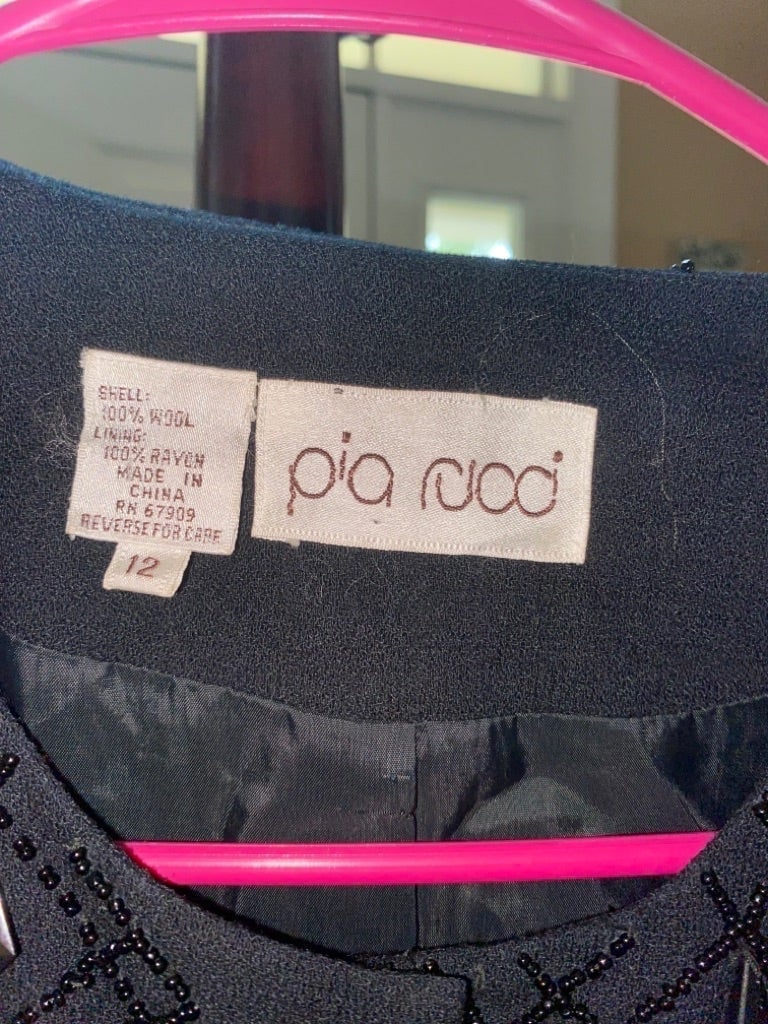 SHELL:
100% WOOL
LINING:
100% RAYON
MADE IN
CHINA
RN 67909
REVERSE FOR CARE
12
pia rucci